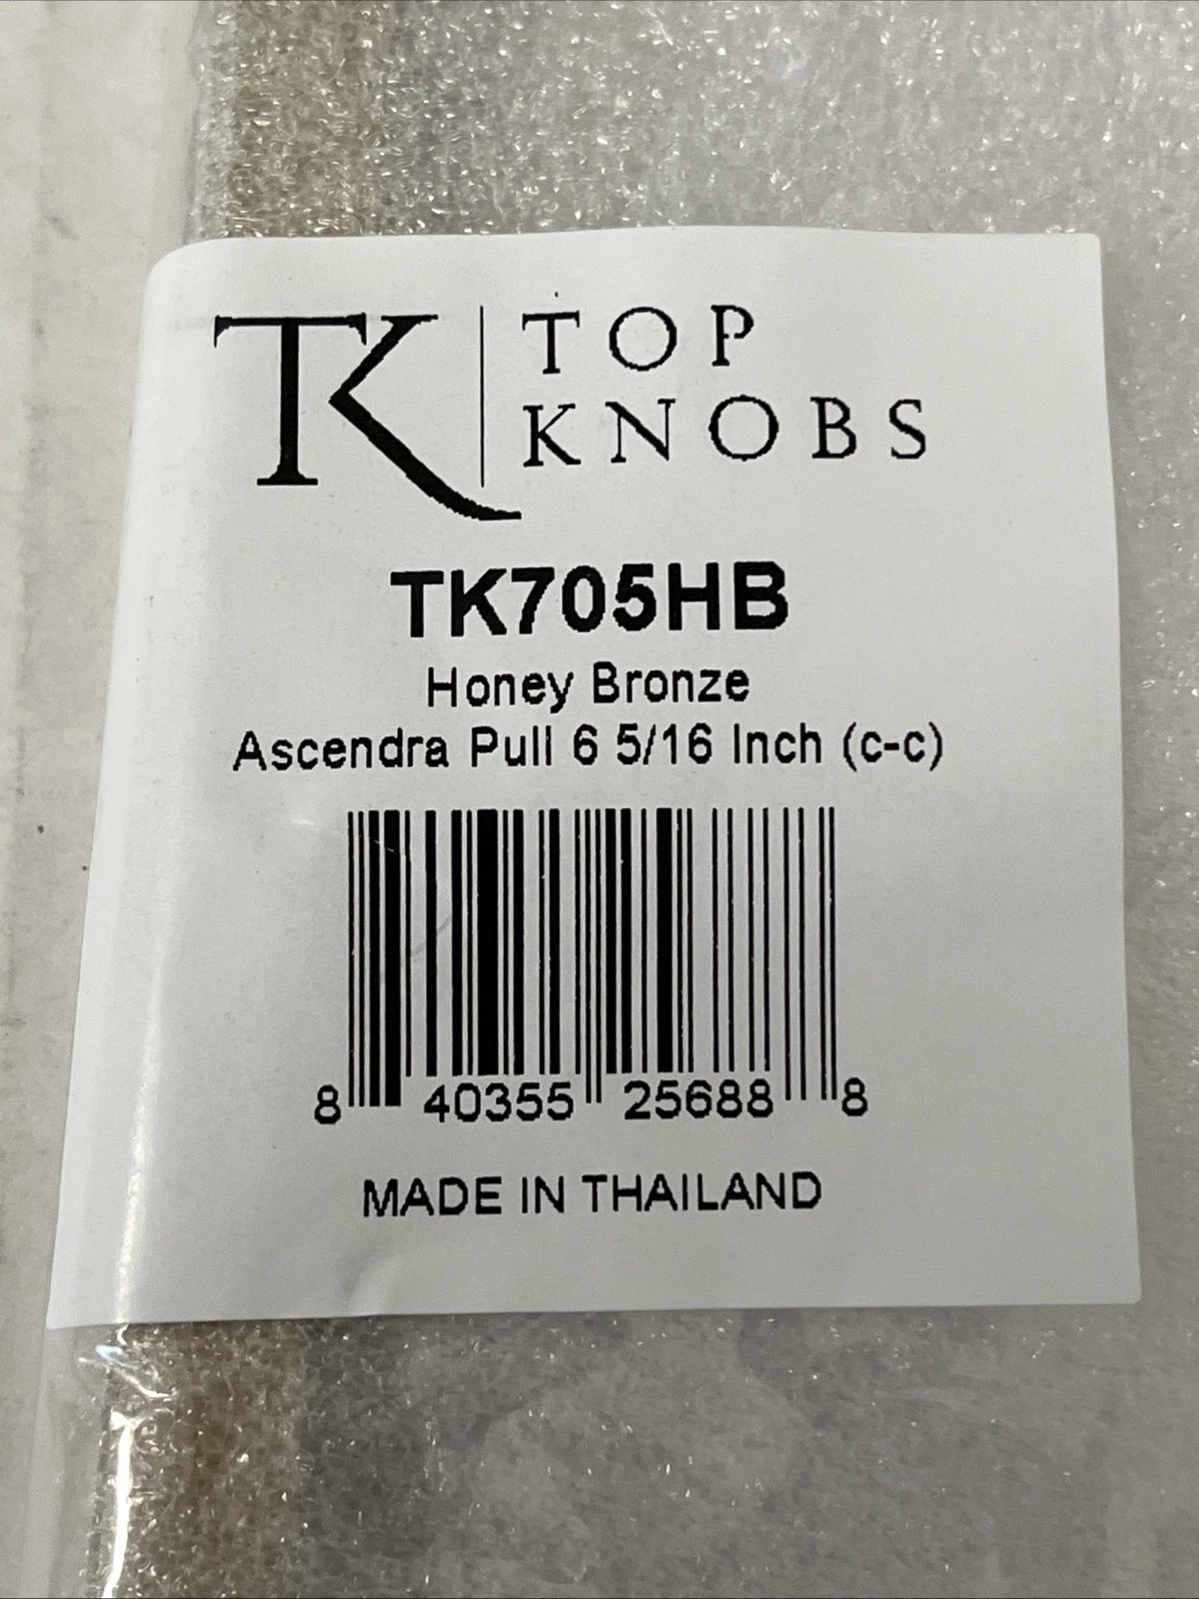 TK
TOP
KNOBS
TK705HB
Honey Bronze
Ascendra Pull 6 5/16 Inch (c-c)
8 40355 25688 8
MADE IN THAILAND